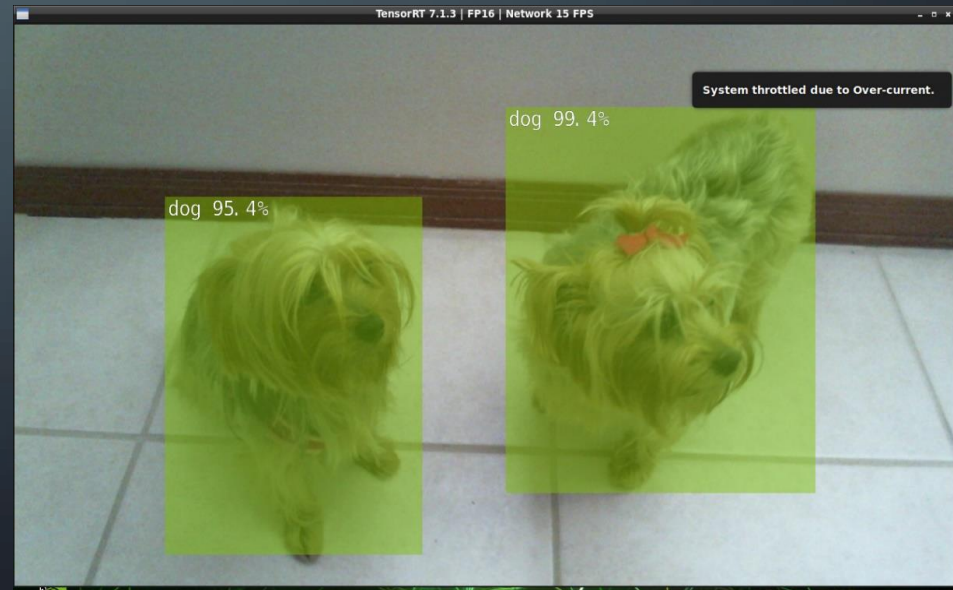 TensorRT 7.1.3 | FP16 | Network 15 FPS
System throttled due to Over-current.
dog 99.4%
dog 95.4%